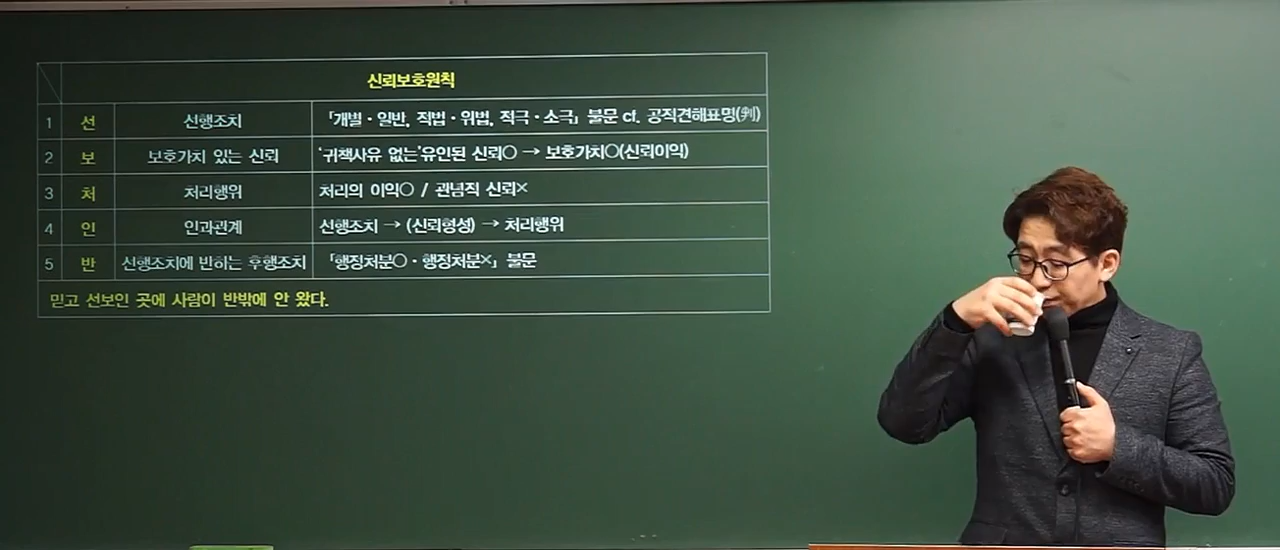 신뢰보호원칙
1 선 선행조치 「개별·일반, 적법·위법, 적극·소극」 불문 cf. 공적견해표명(判)
2 보 보호가치 있는 신뢰 '귀책사유 없는'유인된 신뢰○ → 보호가치○(신뢰이익)
3 처 처리행위 처리의 이익○ / 관념적 신뢰×
4 인 인과관계 선행조치 → (신뢰형성) → 처리행위
5 반 선행조치에 반하는 후행조치 「행정처분○·행정처분×」 불문
믿고 선보인 곳에 사람이 반밖에 안 왔다.